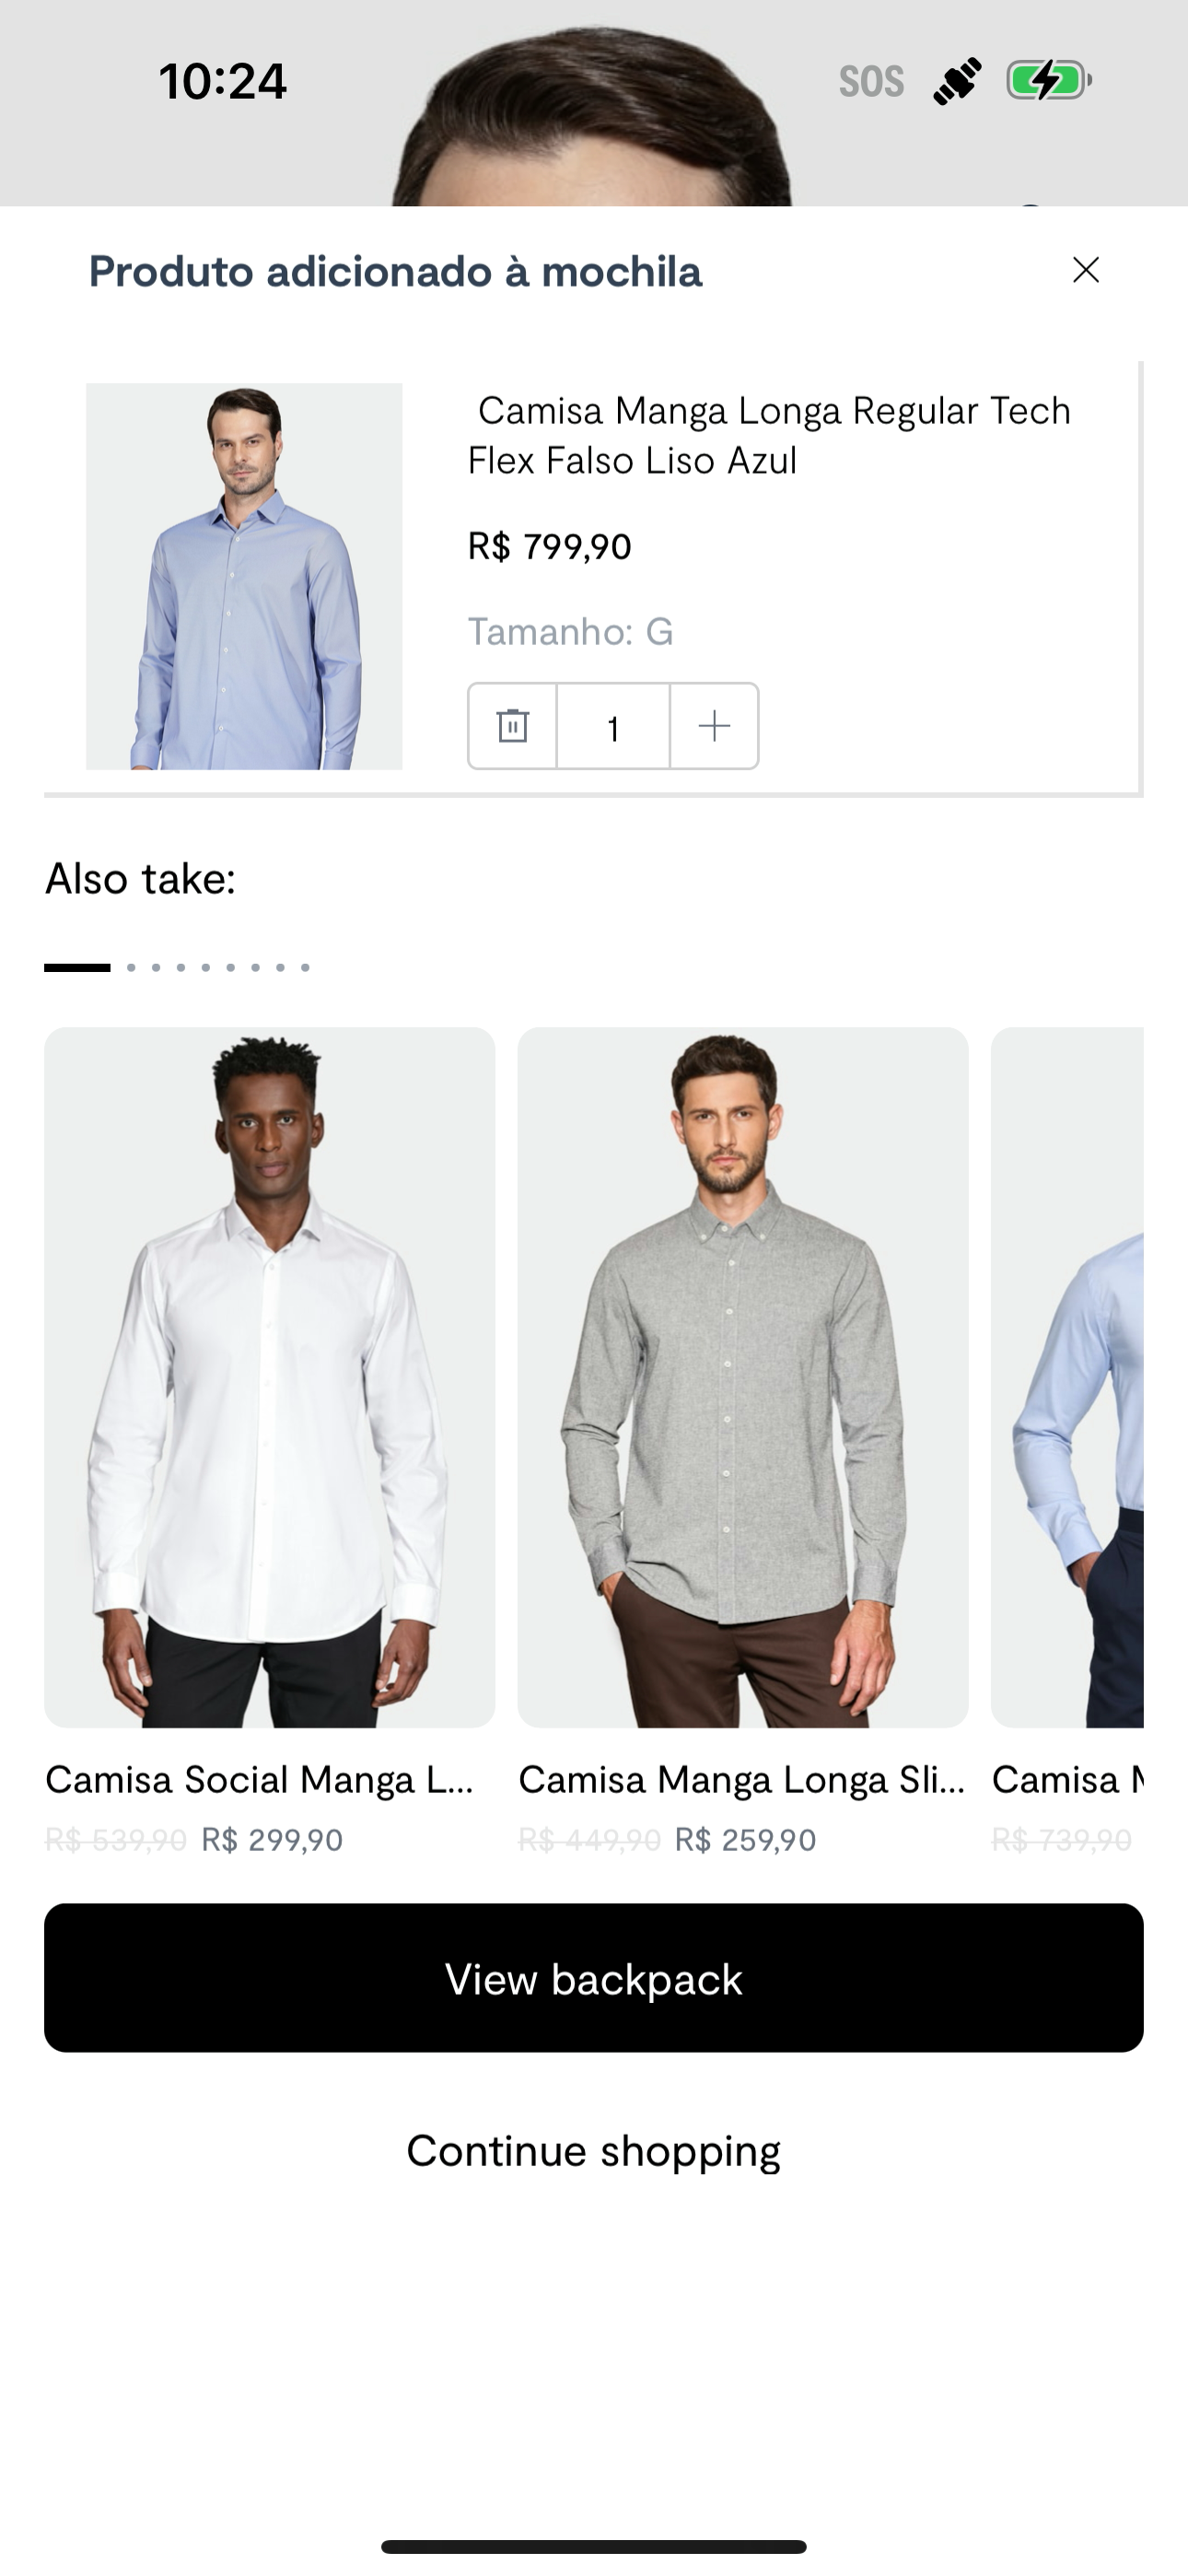 10:24
SOS
Produto adicionado à mochila
Camisa Manga Longa Regular Tech
Flex Falso Liso Azul
R$ 799,90
Tamanho: G
1
Also take:
Camisa Social Manga L...
Camisa Manga Longa Sli...
Camisa
R$ 539,90 R$ 299,90
R$ 449,90 R$ 259,90
R$ 739,90
View backpack
Continue shopping